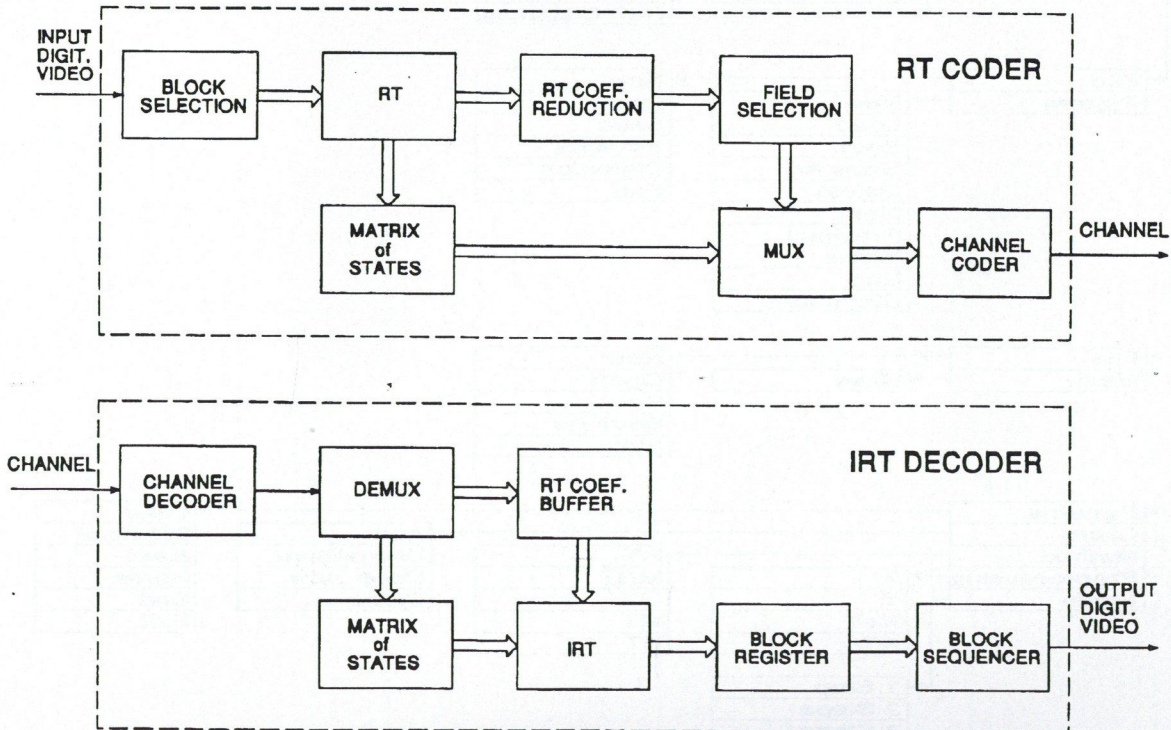 INPUT
DIGIT.
VIDEO
BLOCK
SELECTION
RT
RT COEF.
REDUCTION
FIELD
SELECTION
RT CODER
MATRIX
of
STATES
MUX
CHANNEL
CODER
CHANNEL
CHANNEL
CHANNEL
DECODER
DEMUX
RT COEF.
BUFFER
IRT DECODER
MATRIX
of
STATES
IRT
BLOCK
REGISTER
BLOCK
SEQUENCER
OUTPUT
DIGIT.
VIDEO